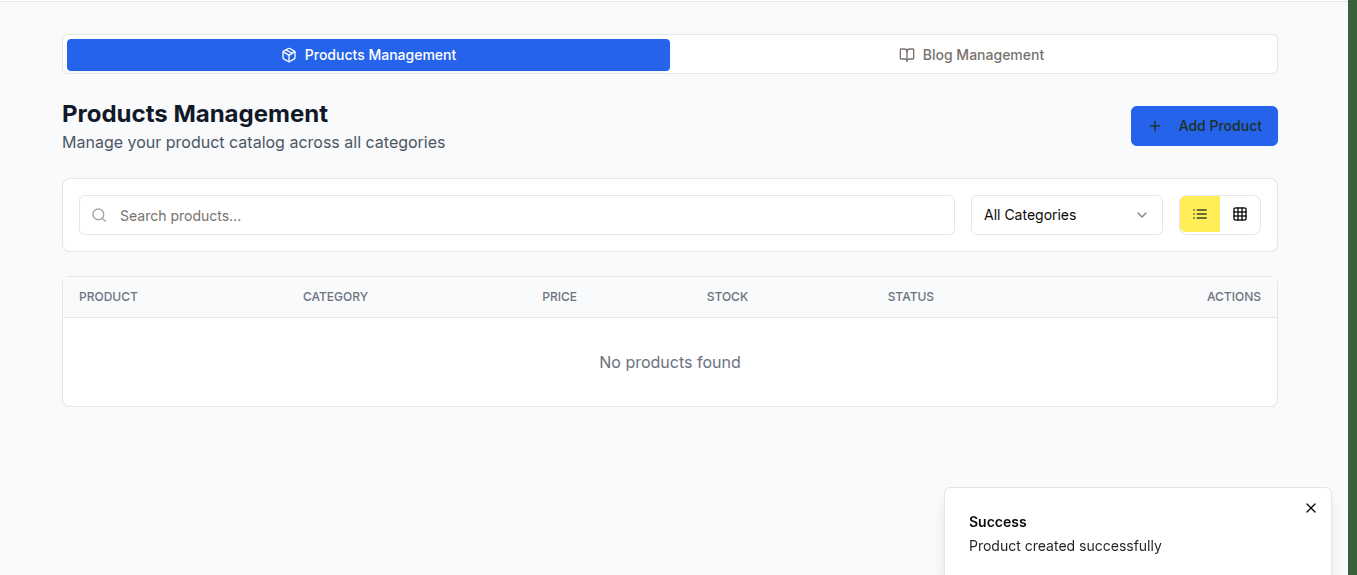 Products Management
Blog Management
Products Management
Manage your product catalog across all categories
Add Product
Search products...
All Categories
PRODUCT CATEGORY PRICE STOCK STATUS ACTIONS
No products found
Success
Product created successfully